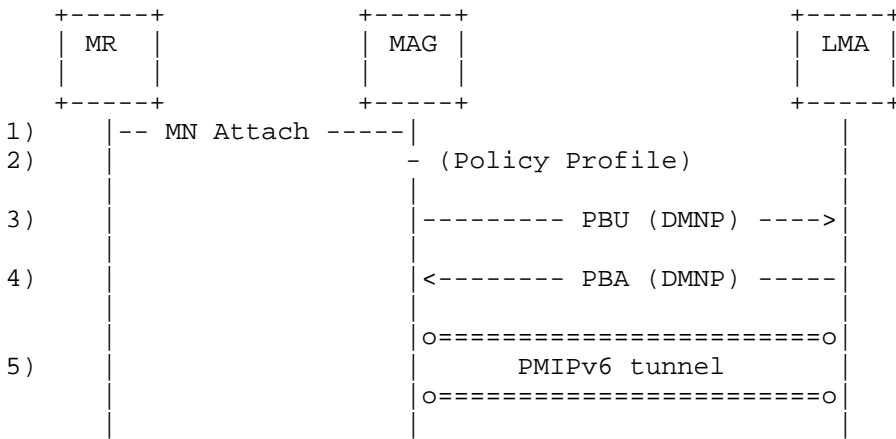 MR MAG LMA
1) -- MN Attach -----
2) - (Policy Profile)
3) --------- PBU (DMNP) ---->
4) <-------- PBA (DMNP) -----
o========================o
5) PMIPv6 tunnel
o========================o